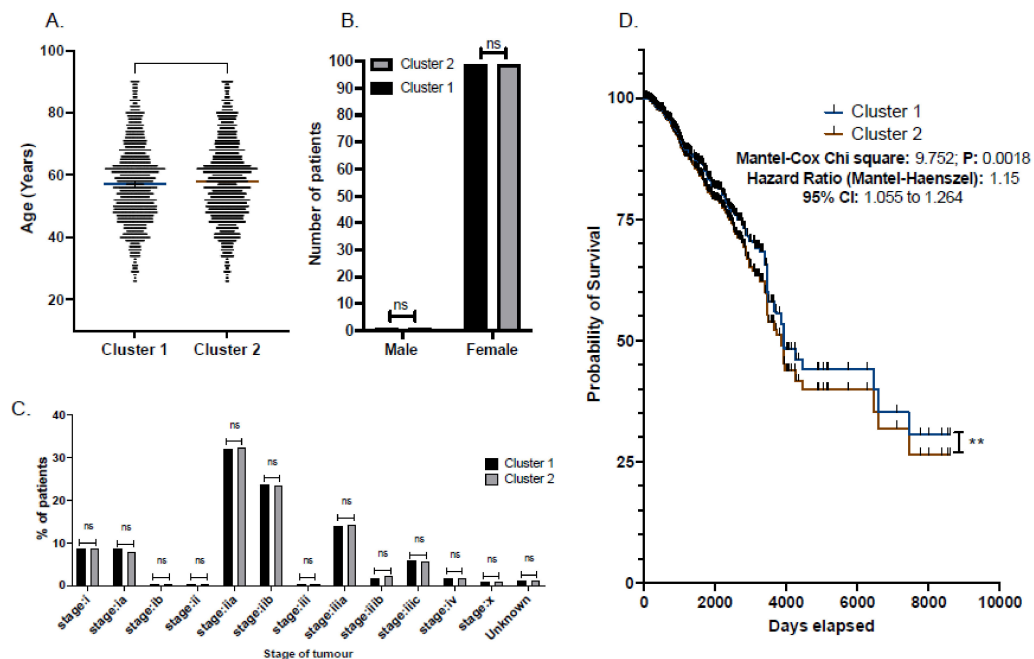 A.
Age (Years)
100
80
60
40
20
Cluster 1
Cluster 2
B.
Number of patients
100
90
80
70
60
50
40
30
20
10
0
Cluster 2
Cluster 1
ns
ns
Male
Female
C.
% of patients
40
30
20
10
0
ns
ns
ns
ns
ns
ns
ns
ns
ns
ns
ns
ns
ns
Cluster 1
Cluster 2
stage:i
stage:ia
stage:ib
stage:ii
stage:iia
stage:iib
stage:iii
stage:iiia
stage:iiib
stage:iiic
stage:iv
stage:x
Unknown
Stage of tumour
D.
Probability of Survival
100
75
50
25
0
Cluster 1
Cluster 2
Mantel-Cox Chi square: 9.752; P: 0.0018
Hazard Ratio (Mantel-Haenszel): 1.15
95% CI: 1.055 to 1.264
**
0
2000
4000
6000
8000
10000
Days elapsed